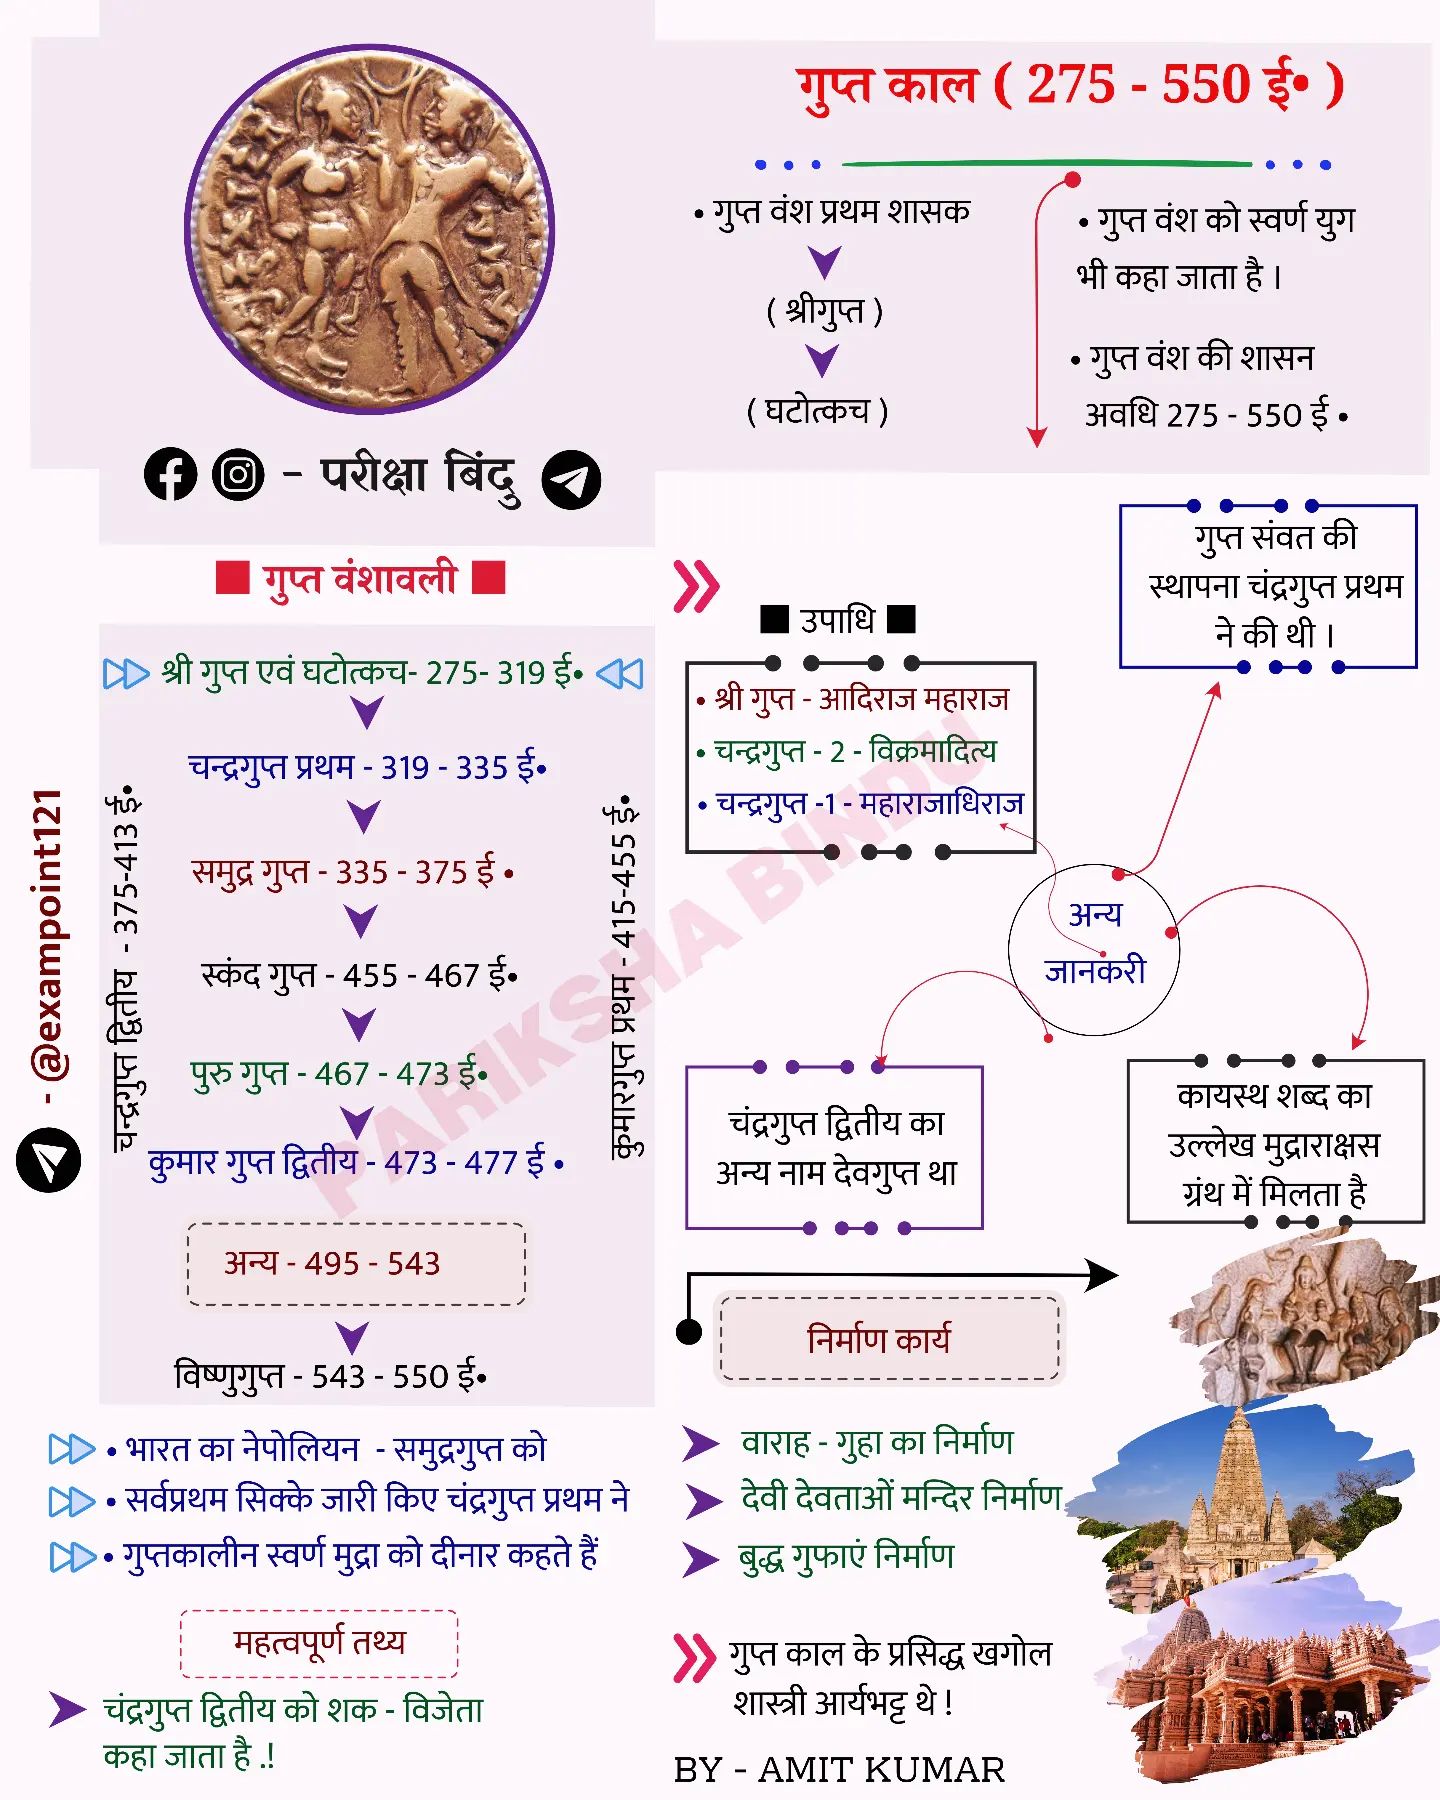 गुप्त काल ( 275 - 550 ई• )
• गुप्त वंश प्रथम शासक
( श्रीगुप्त )
( घटोत्कच )
• गुप्त वंश को स्वर्ण युग
भी कहा जाता है ।
• गुप्त वंश की शासन
अवधि 275 - 550 ई •
- परीक्षा बिंदु
गुप्त वंशावली
श्री गुप्त एवं घटोत्कच- 275- 319 ई•
चन्द्रगुप्त प्रथम - 319 - 335 ई•
समुद्र गुप्त - 335 - 375 ई •
स्कंद गुप्त - 455 - 467 ई•
पुरु गुप्त - 467 - 473 ई•
कुमार गुप्त द्वितीय - 473 - 477 ई •
अन्य - 495 - 543
विष्णुगुप्त - 543 - 550 ई•
चन्द्रगुप्त द्वितीय - 375-413 ई•
कुमारगुप्त प्रथम - 415-455 ई•
- @exampoint121
उपाधि
• श्री गुप्त - आदिराज महाराज
• चन्द्रगुप्त - 2 - विक्रमादित्य
• चन्द्रगुप्त -1 - महाराजाधिराज
गुप्त संवत की
स्थापना चंद्रगुप्त प्रथम
ने की थी ।
अन्य
जानकरी
चंद्रगुप्त द्वितीय का
अन्य नाम देवगुप्त था
कायस्थ शब्द का
उल्लेख मुद्राराक्षस
ग्रंथ में मिलता है
PARIKSHA BINDU
• भारत का नेपोलियन - समुद्रगुप्त को
• सर्वप्रथम सिक्के जारी किए चंद्रगुप्त प्रथम ने
• गुप्तकालीन स्वर्ण मुद्रा को दीनार कहते हैं
महत्वपूर्ण तथ्य
चंद्रगुप्त द्वितीय को शक - विजेता
कहा जाता है .!
निर्माण कार्य
वाराह - गुहा का निर्माण
देवी देवताओं मन्दिर निर्माण
बुद्ध गुफाएं निर्माण
गुप्त काल के प्रसिद्ध खगोल
शास्त्री आर्यभट्ट थे !
BY - AMIT KUMAR